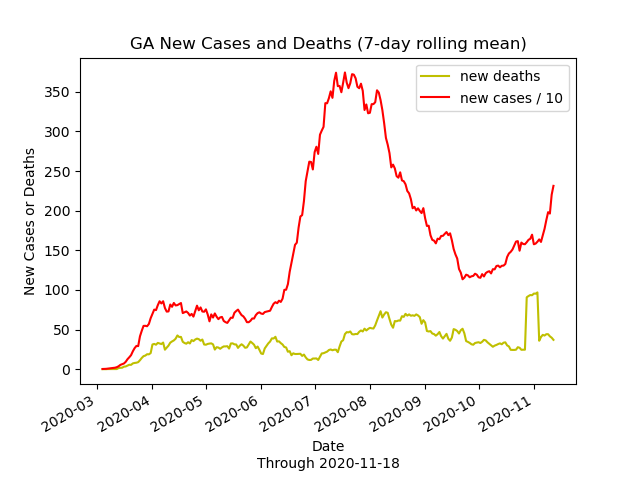 GA New Cases and Deaths (7-day rolling mean)
new deaths
new cases / 10
New Cases or Deaths
350
300
250
200
150
100
50
0
2020-03
2020-04
2020-05
2020-06
2020-07
2020-08
2020-09
2020-10
2020-11
Date
Through 2020-11-18